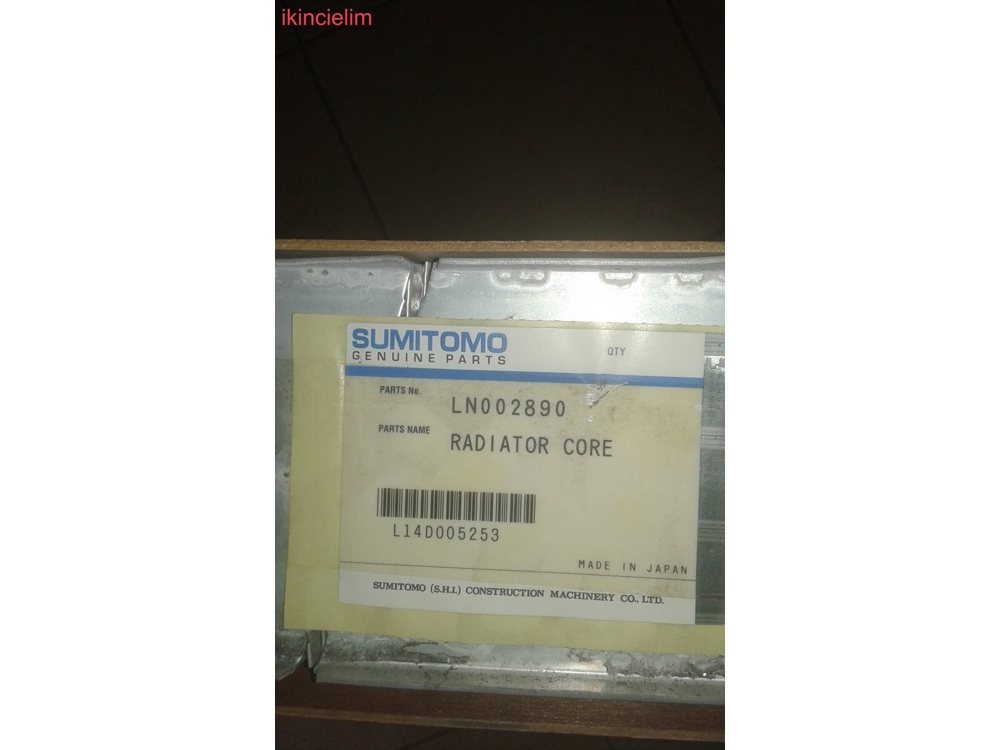 ikincielim
SUMITOMO
GENUINE PARTS
QTY
PARTS No.
LN002890
PARTS NAME
RADIATOR CORE
L14D005253
MADE IN JAPAN
SUMITOMO (S.H.I.) CONSTRUCTION MACHINERY CO., LTD.